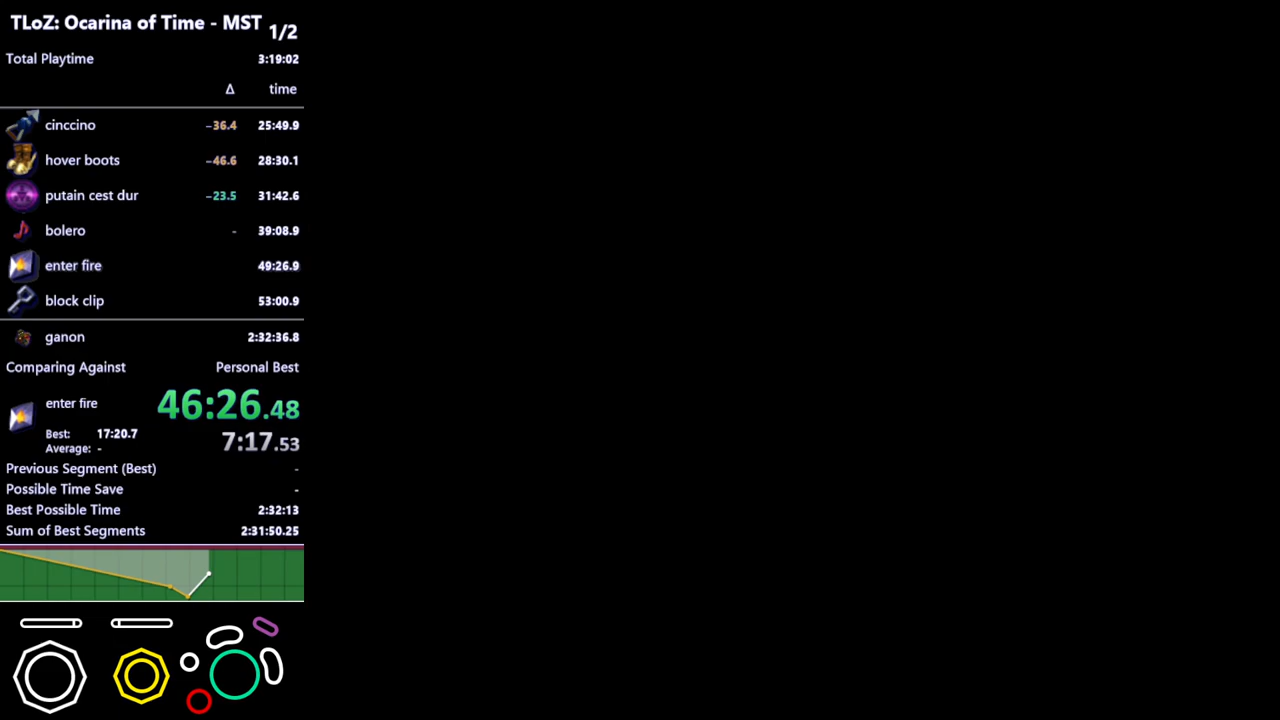 TLoZ: Ocarina of Time - MST 1/2
Total Playtime 3:19:02
Δ time
cinccino −36.4 25:49.9
hover boots −46.6 28:30.1
putain cest dur −23.5 31:42.6
bolero - 39:08.9
enter fire 49:26.9
block clip 53:00.9
ganon 2:32:36.8
Comparing Against Personal Best
enter fire 46:26.48
Best: 17:20.7 7:17.53
Average: -
Previous Segment (Best) -
Possible Time Save -
Best Possible Time 2:32:13
Sum of Best Segments 2:31:50.25